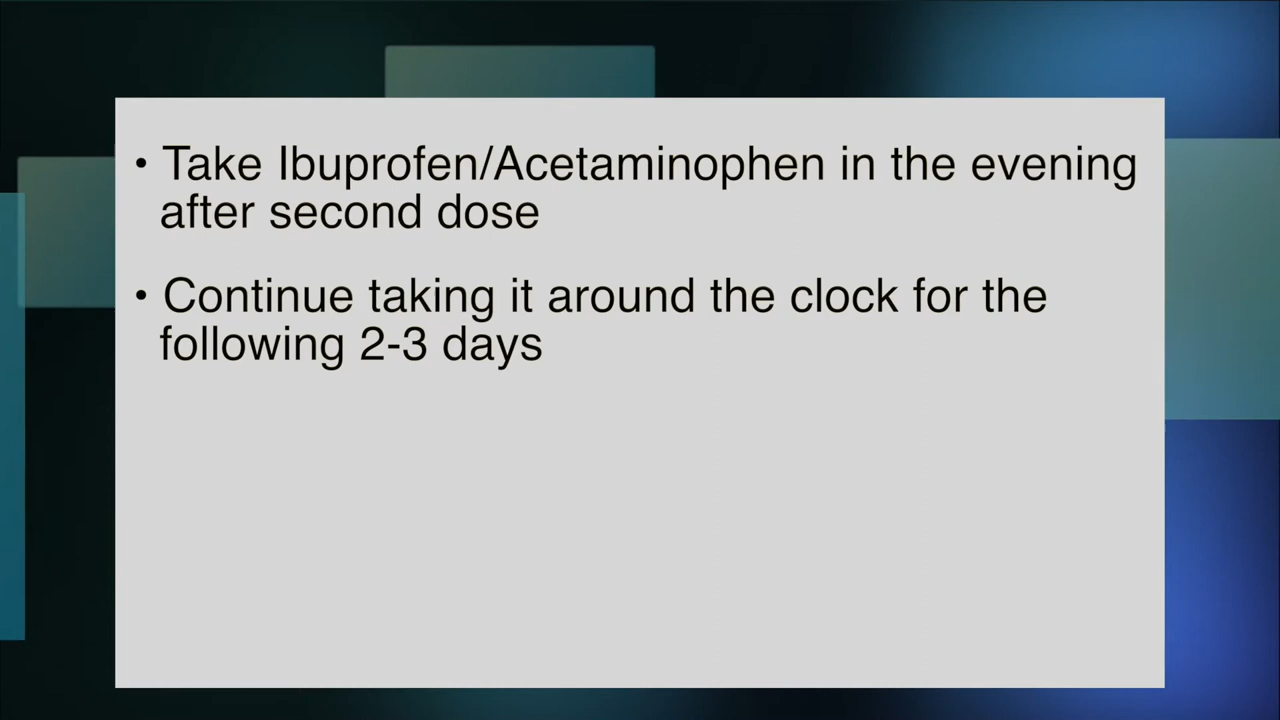 • Take Ibuprofen/Acetaminophen in the evening
after second dose
• Continue taking it around the clock for the
following 2-3 days